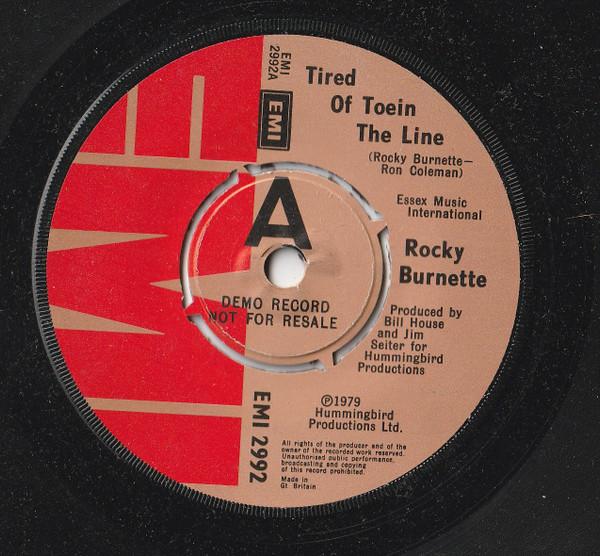 EMI
2992A
EMI
Tired
Of Toein
The Line
(Rocky Burnette—
Ron Coleman)
Essex Music
International
A
Rocky
Burnette
DEMO RECORD
NOT FOR RESALE
Produced by
Bill House
and Jim
Seiter for
Hummingbird
Productions
EMI 2992
℗1979
Hummingbird
Productions Ltd.
All rights of the producer and of the
owner of the recorded work reserved.
Unauthorised public performance,
broadcasting and copying
of this record prohibited.
Made in
Gt Britain
EMI